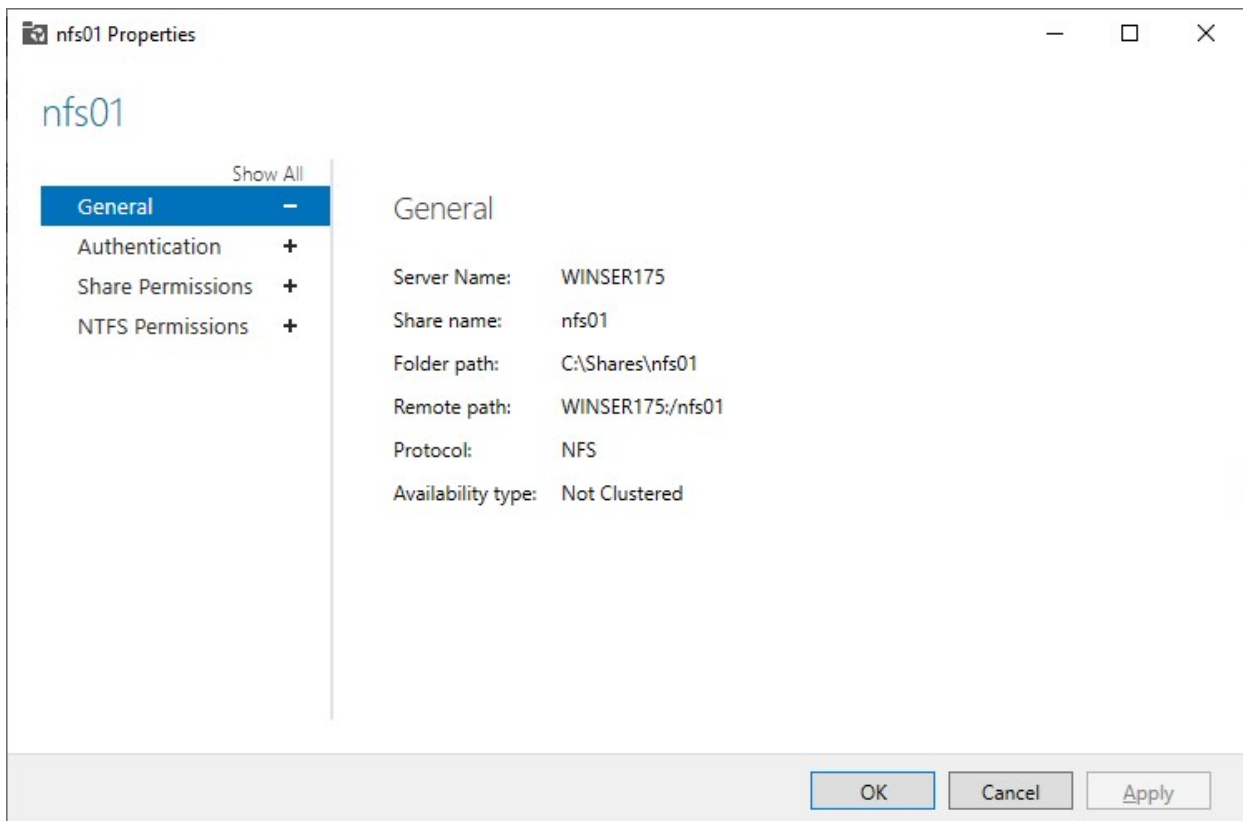 nfs01 Properties
nfs01
Show All
General
Authentication
Share Permissions
NTFS Permissions
General
Server Name: WINSER175
Share name: nfs01
Folder path: C:\Shares\nfs01
Remote path: WINSER175:/nfs01
Protocol: NFS
Availability type: Not Clustered
OK Cancel Apply